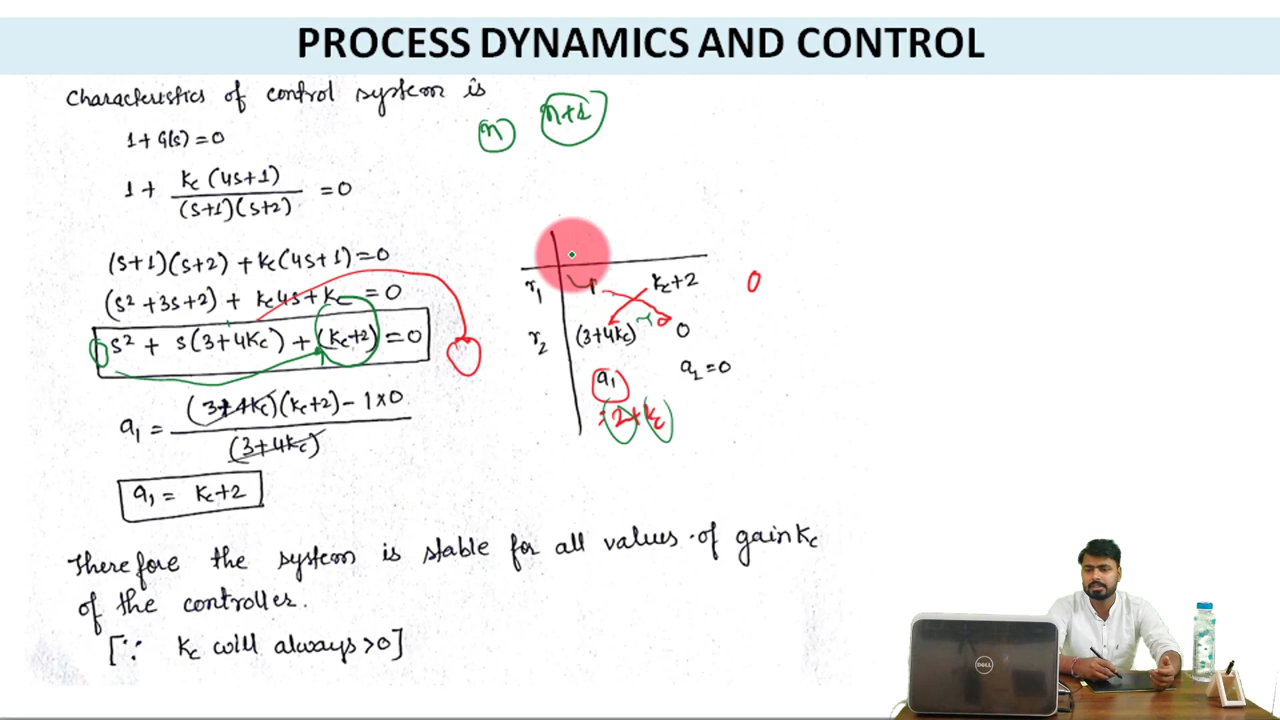 PROCESS DYNAMICS AND CONTROL
Characteristics of control system is
n n+1
1 + G(s) = 0
1 + Kc (4s+1) / (s+1)(s+2) = 0
(s+1)(s+2) + Kc(4s+1) = 0
(s² + 3s+2) + Kc4s + Kc = 0
s² + s(3+4Kc) + (Kc+2) = 0
a₁ = (3+4Kc)(Kc+2) - 1×0 / (3+4Kc)
a₁ = Kc+2
r₁ Kc+2 0
r₂ (3+4Kc) 0
a₁ a₂ = 0
= 2+Kc
Therefore the system is stable for all values of gain Kc
of the controller.
[∵ Kc will always >0]
DELL